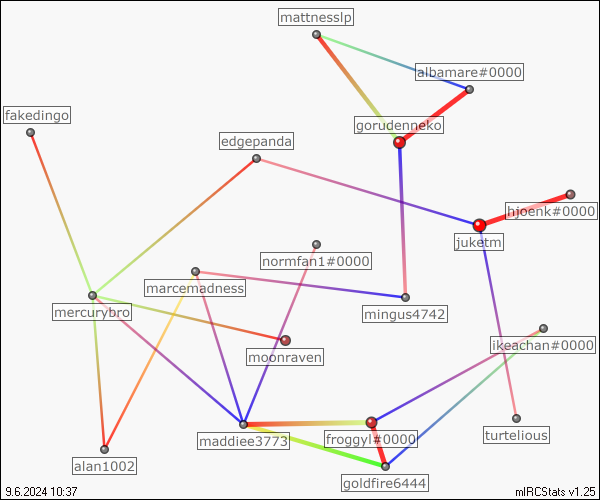 mattnesslp
albamare#0000
fakedingo
gorudenneko
edgepanda
hjoenk#0000
juketm
normfan1#0000
marcemadness
mercurybro
mingus4742
ikeachan#0000
moonraven
turtelious
froggyl#0000
maddiee3773
alan1002
goldfire6444
9.6.2024 10:37
mIRCStats v1.25